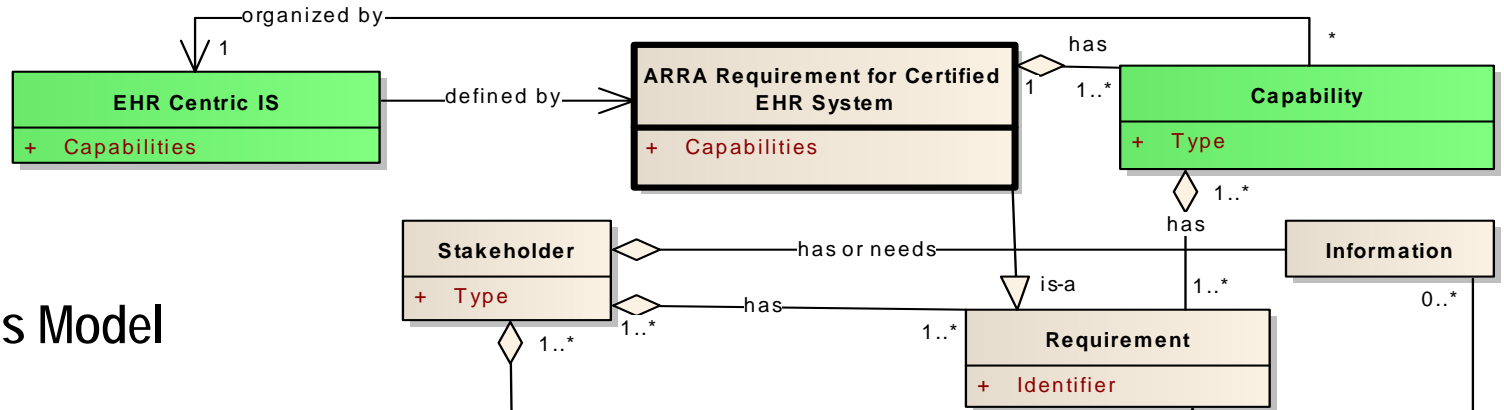 organized by
1
*
EHR Centric IS
+ Capabilities
defined by
ARRA Requirement for Certified
EHR System
+ Capabilities
has
1
1..*
Capability
+ Type
1..*
has
1..*
Stakeholder
+ Type
has or needs
Information
0..*
has
1..*
1..*
1..*
is-a
Requirement
+ Identifier
s Model